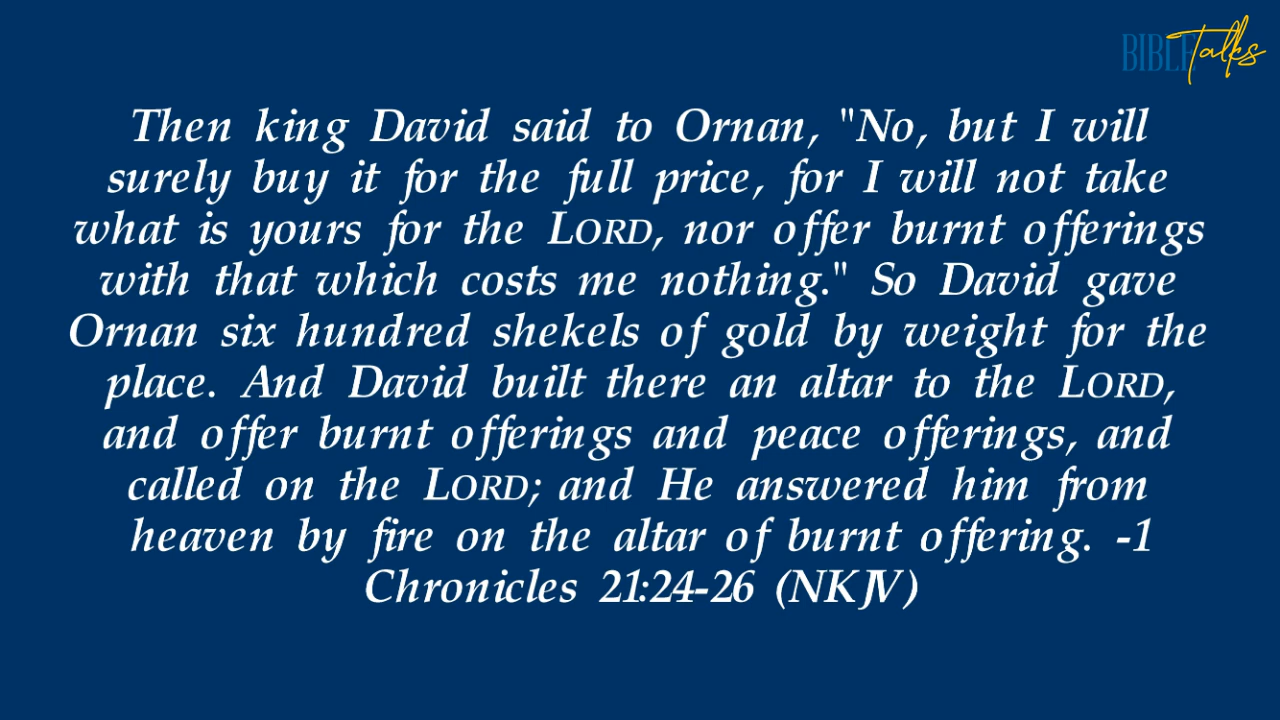 BIBLE Talks
Then king David said to Ornan, "No, but I will
surely buy it for the full price, for I will not take
what is yours for the LORD, nor offer burnt offerings
with that which costs me nothing." So David gave
Ornan six hundred shekels of gold by weight for the
place. And David built there an altar to the LORD,
and offer burnt offerings and peace offerings, and
called on the LORD; and He answered him from
heaven by fire on the altar of burnt offering. -1
Chronicles 21:24-26 (NKJV)